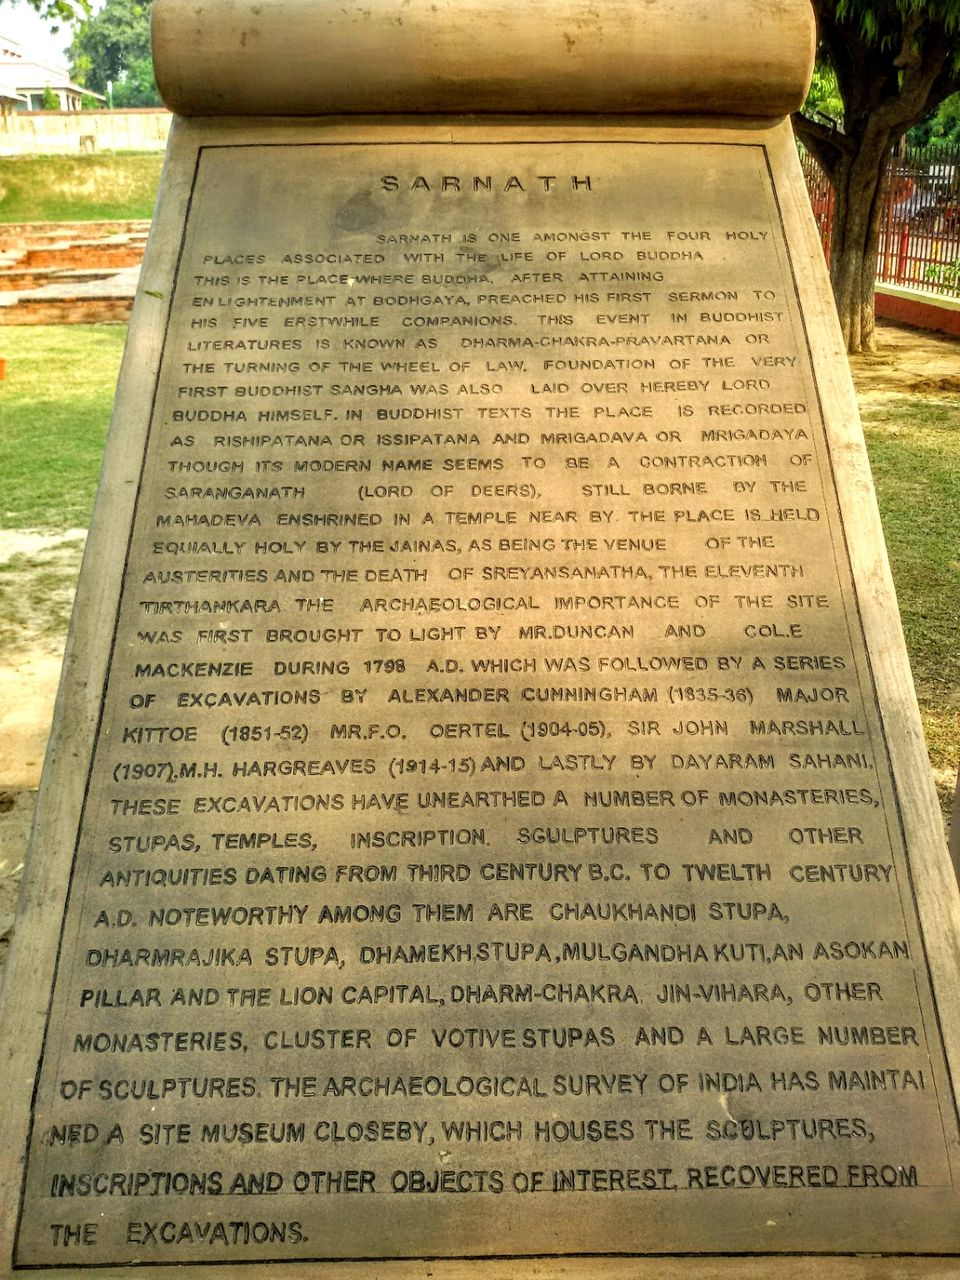 SARNATH
SARNATH IS ONE AMONGST THE FOUR HOLY
PLACES ASSOCIATED WITH THE LIFE OF LORD BUDDHA
THIS IS THE PLACE WHERE BUDDHA, AFTER ATTAINING
ENLIGHTENMENT AT BODHGAYA, PREACHED HIS FIRST SERMON TO
HIS FIVE ERSTWHILE COMPANIONS. THIS EVENT IN BUDDHIST
LITERATURES IS KNOWN AS DHARMA-CHAKRA-PRAVARTANA OR
THE TURNING OF THE WHEEL OF LAW. FOUNDATION OF THE VERY
FIRST BUDDHIST SANGHA WAS ALSO LAID OVER HEREBY LORD
BUDDHA HIMSELF. IN BUDDHIST TEXTS THE PLACE IS RECORDED
AS RISHIPATANA OR ISSIPATANA AND MRIGADAVA OR MRIGADAYA
THOUGH ITS MODERN NAME SEEMS TO BE A CONTRACTION OF
SARANGANATH (LORD OF DEERS), STILL BORNE BY THE
MAHADEVA ENSHRINED IN A TEMPLE NEAR BY. THE PLACE IS HELD
EQUALLY HOLY BY THE JAINAS, AS BEING THE VENUE OF THE
AUSTERITIES AND THE DEATH OF SREYANSANATHA, THE ELEVENTH
TIRTHANKARA THE ARCHAEOLOGICAL IMPORTANCE OF THE SITE
WAS FIRST BROUGHT TO LIGHT BY MR.DUNCAN AND COL.E
MACKENZIE DURING 1798 A.D. WHICH WAS FOLLOWED BY A SERIES
OF EXCAVATIONS BY ALEXANDER CUNNINGHAM (1835-36) MAJOR
KITTOE (1851-52) MR.F.O. OERTEL (1904-05), SIR JOHN MARSHALL
(1907),M.H. HARGREAVES (1914-15) AND LASTLY BY DAYARAM SAHANI.
THESE EXCAVATIONS HAVE UNEARTHED A NUMBER OF MONASTERIES,
STUPAS, TEMPLES, INSCRIPTION. SGULPTURES AND OTHER
ANTIQUITIES DATING FROM THIRD CENTURY B.C. TO TWELTH CENTURY
A.D. NOTEWORTHY AMONG THEM ARE CHAUKHANDI STUPA,
DHARMRAJIKA STUPA, DHAMEKH STUPA,MULGANDHA KUTI,AN ASOKAN
PILLAR AND THE LION CAPITAL, DHARM-CHAKRA, JIN-VIHARA, OTHER
MONASTERIES, CLUSTER OF VOTIVE STUPAS AND A LARGE NUMBER
OF SCULPTURES. THE ARCHAEOLOGICAL SURVEY OF INDIA HAS MAINTAI
NED A SITE MUSEUM CLOSEBY, WHICH HOUSES THE SCULPTURES,
INSCRIPTIONS AND OTHER OBJECTS OF INTEREST RECOVERED FROM
THE EXCAVATIONS.